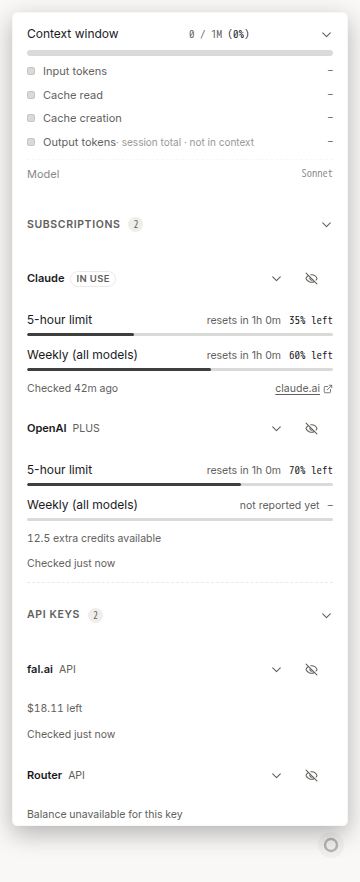 Context window 0 / 1M (0%)
Input tokens –
Cache read –
Cache creation –
Output tokens · session total · not in context –
Model Sonnet
SUBSCRIPTIONS 2
Claude IN USE
5-hour limit resets in 1h 0m 35% left
Weekly (all models) resets in 1h 0m 60% left
Checked 42m ago claude.ai
OpenAI PLUS
5-hour limit resets in 1h 0m 70% left
Weekly (all models) not reported yet –
12.5 extra credits available
Checked just now
API KEYS 2
fal.ai API
$18.11 left
Checked just now
Router API
Balance unavailable for this key